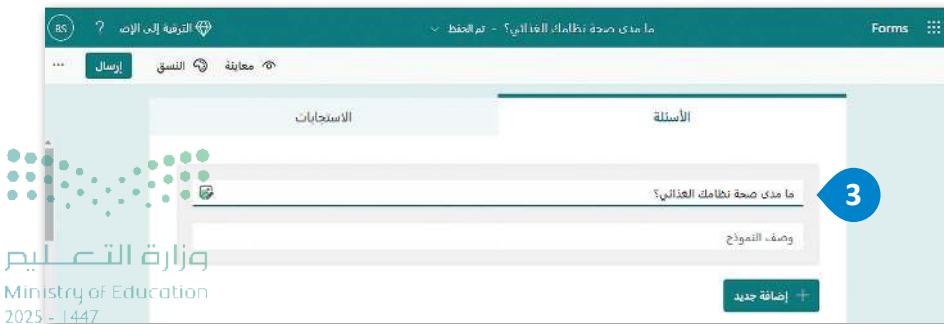 Forms ما مدى صحة نظامك الغذائي؟ - تم الحفظ الترقية إلى الإصد ? BS
معاينة النسق إرسال ...
الأسئلة الاستجابات
ما مدى صحة نظامك الغذائي؟ 3
وصف النموذج
+ إضافة جديد
وزارة التعليم
Ministry of Education
2025 - 1447